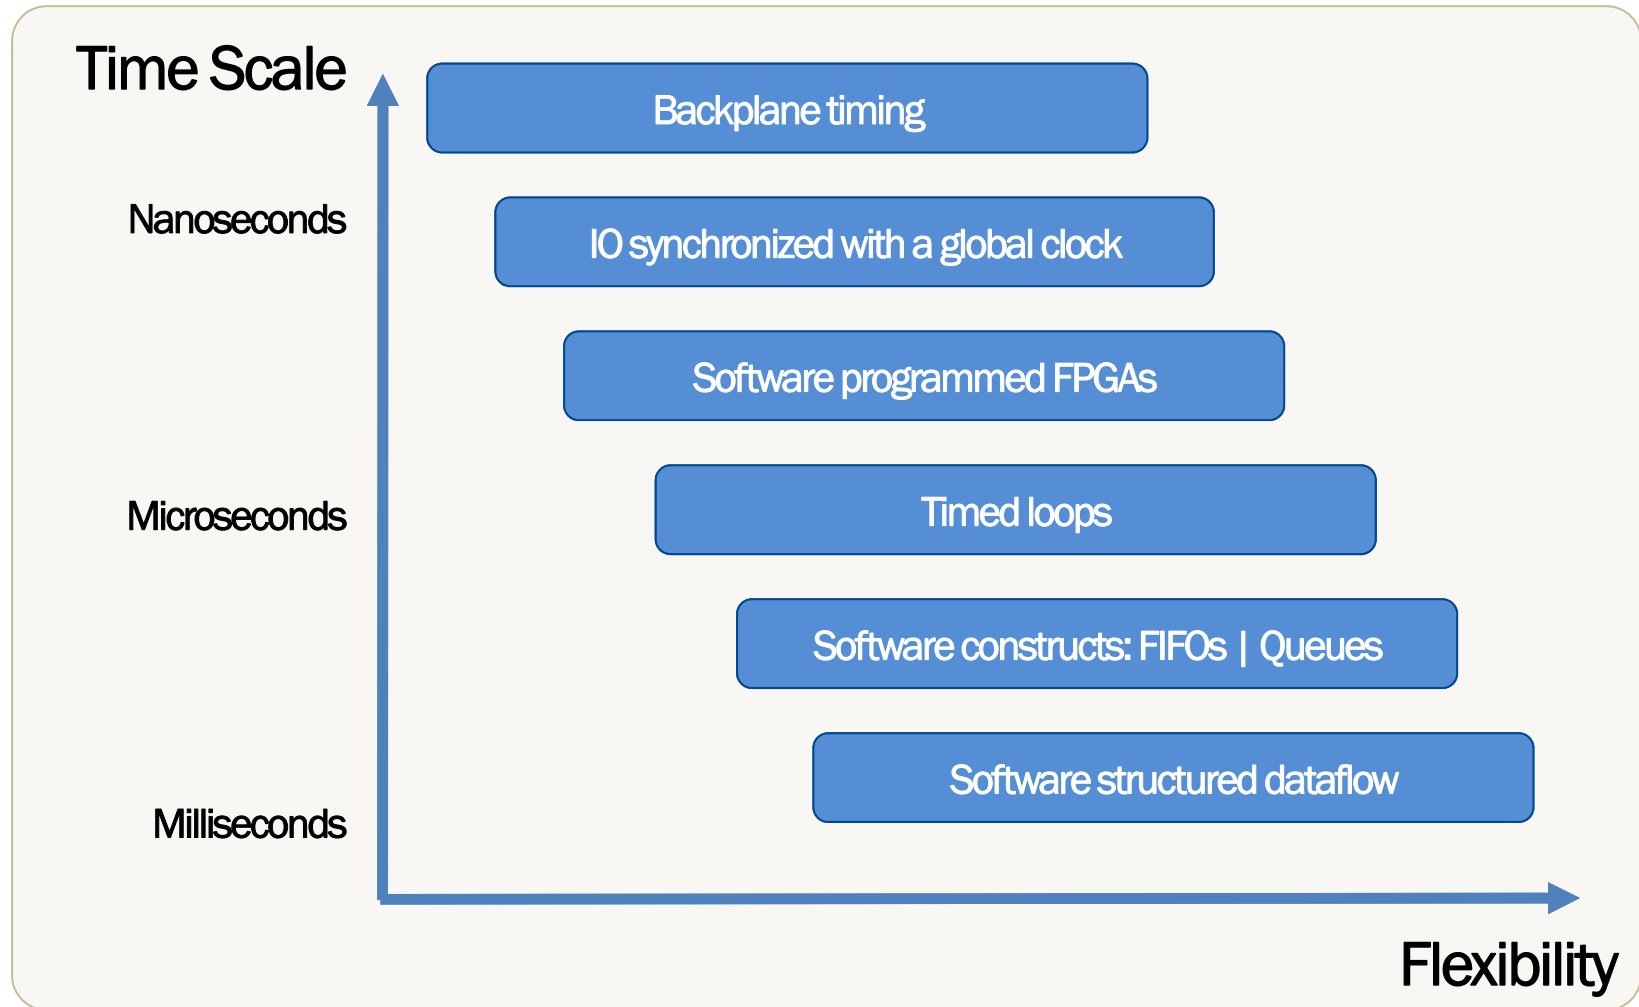 Time Scale
Backplane timing
Nanoseconds
IO synchronized with a global clock
Software programmed FPGAs
Microseconds
Timed loops
Software constructs: FIFOs | Queues
Software structured dataflow
Milliseconds
Flexibility